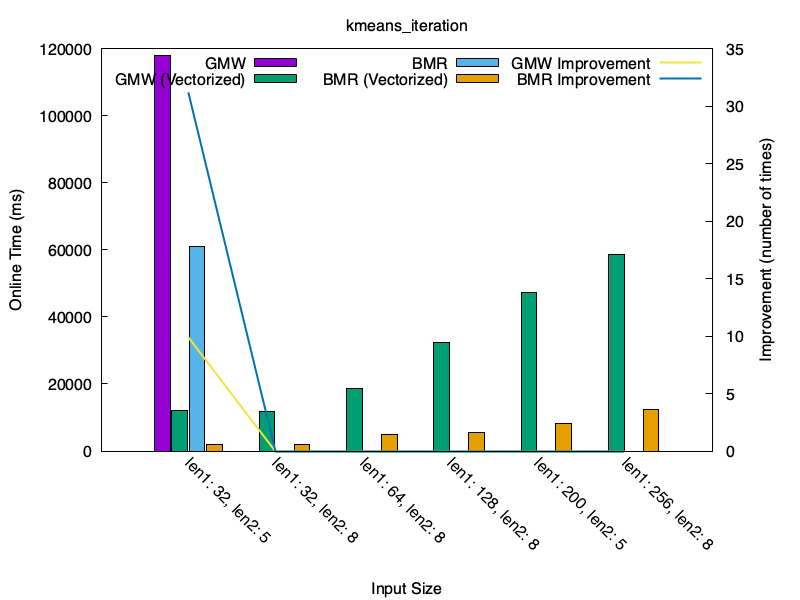 kmeans_iteration
GMW
GMW (Vectorized)
BMR
BMR (Vectorized)
GMW Improvement
BMR Improvement
Online Time (ms)
120000
100000
80000
60000
40000
20000
0
35
30
25
20
15
10
5
0
Improvement (number of times)
len1: 32, len2: 5
len1: 32, len2: 8
len1: 64, len2: 8
len1: 128, len2: 8
len1: 200, len2: 5
len1: 256, len2: 8
Input Size